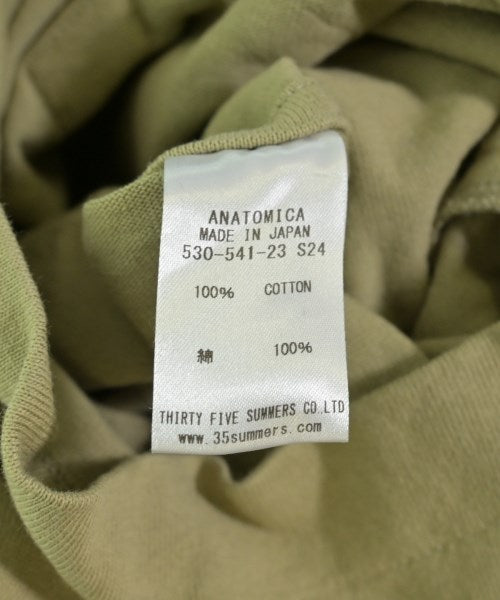 ANATOMICA
MADE IN JAPAN
530-541-23 S24
100% COTTON
綿 100%
THIRTY FIVE SUMMERS CO.LTD
www.35summers.com